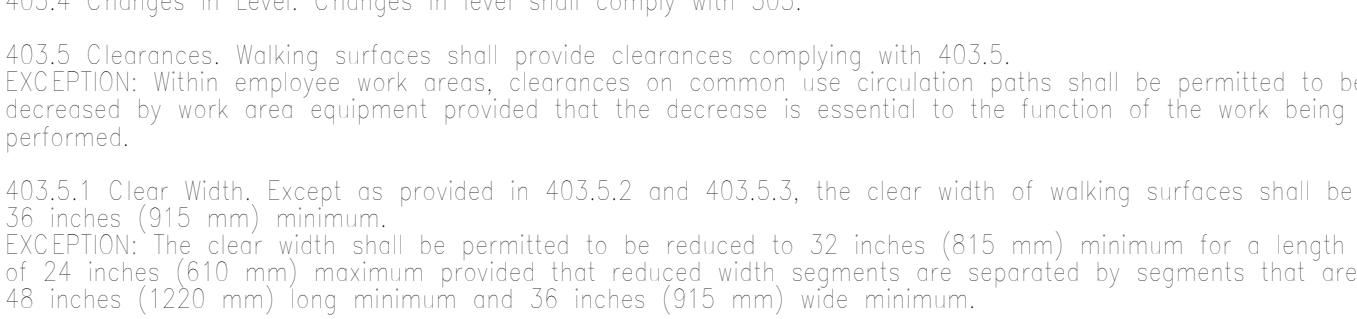 403.4 Changes in Level. Changes in level shall comply with 303.
403.5 Clearances. Walking surfaces shall provide clearances complying with 403.5.
EXCEPTION: Within employee work areas, clearances on common use circulation paths shall be permitted to be
decreased by work area equipment provided that the decrease is essential to the function of the work being
performed.
403.5.1 Clear Width. Except as provided in 403.5.2 and 403.5.3, the clear width of walking surfaces shall be
36 inches (915 mm) minimum.
EXCEPTION: The clear width shall be permitted to be reduced to 32 inches (815 mm) minimum for a length
of 24 inches (610 mm) maximum provided that reduced width segments are separated by segments that are
48 inches (1220 mm) long minimum and 36 inches (915 mm) wide minimum.